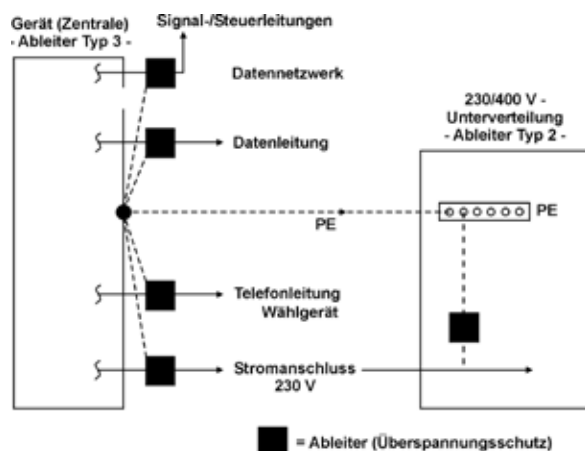 Gerät (Zentrale)
- Ableiter Typ 3 -
Signal-/Steuerleitungen
Datennetzwerk
Datenleitung
230/400 V -
Unterverteilung
- Ableiter Typ 2 -
PE
PE
Telefonleitung
Wählgerät
Stromanschluss
230 V
= Ableiter (Überspannungsschutz)